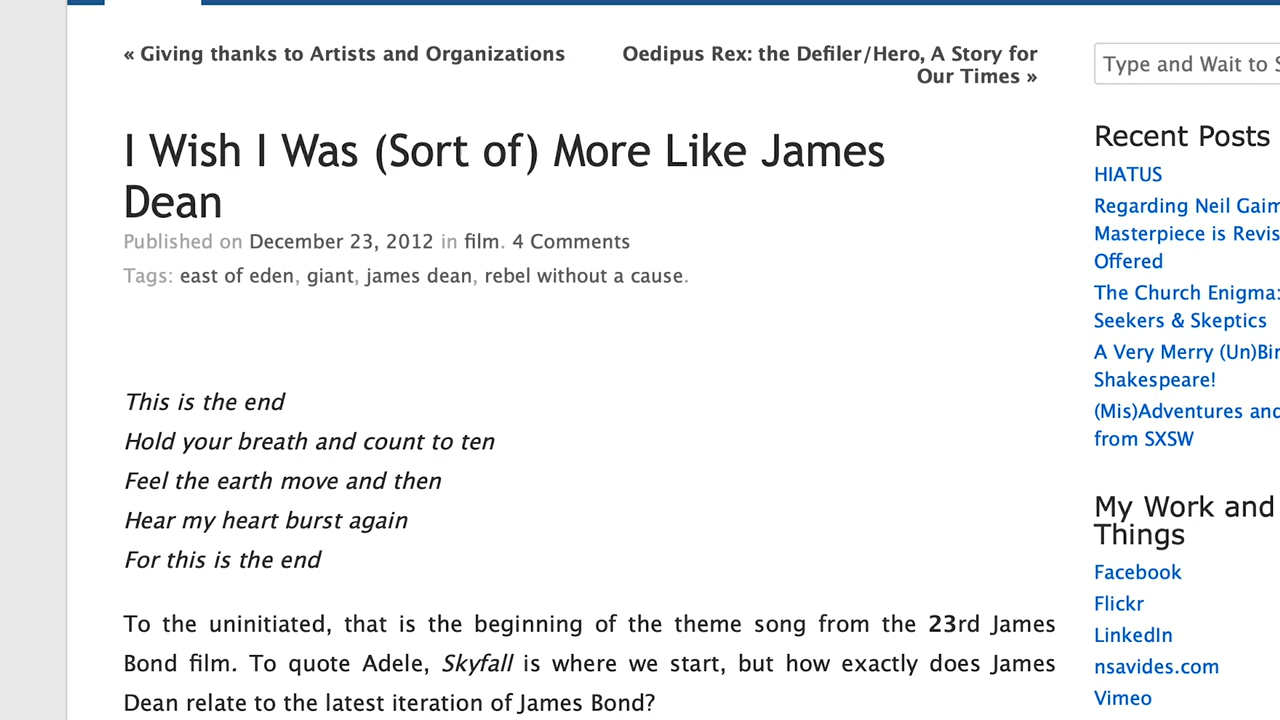 « Giving thanks to Artists and Organizations
Oedipus Rex: the Defiler/Hero, A Story for
Our Times »
I Wish I Was (Sort of) More Like James
Dean
Published on December 23, 2012 in film. 4 Comments
Tags: east of eden, giant, james dean, rebel without a cause.
This is the end
Hold your breath and count to ten
Feel the earth move and then
Hear my heart burst again
For this is the end
To the uninitiated, that is the beginning of the theme song from the 23rd James
Bond film. To quote Adele, Skyfall is where we start, but how exactly does James
Dean relate to the latest iteration of James Bond?
Type and Wait to
Recent Posts
HIATUS
Regarding Neil
Masterpiece is
Offered
The Church Enigma:
Seekers & Skeptics
A Very Merry
Shakespeare!
(Mis)Adventures and
from SXSW
My Work and
Things
Facebook
Flickr
LinkedIn
nsavides.com
Vimeo